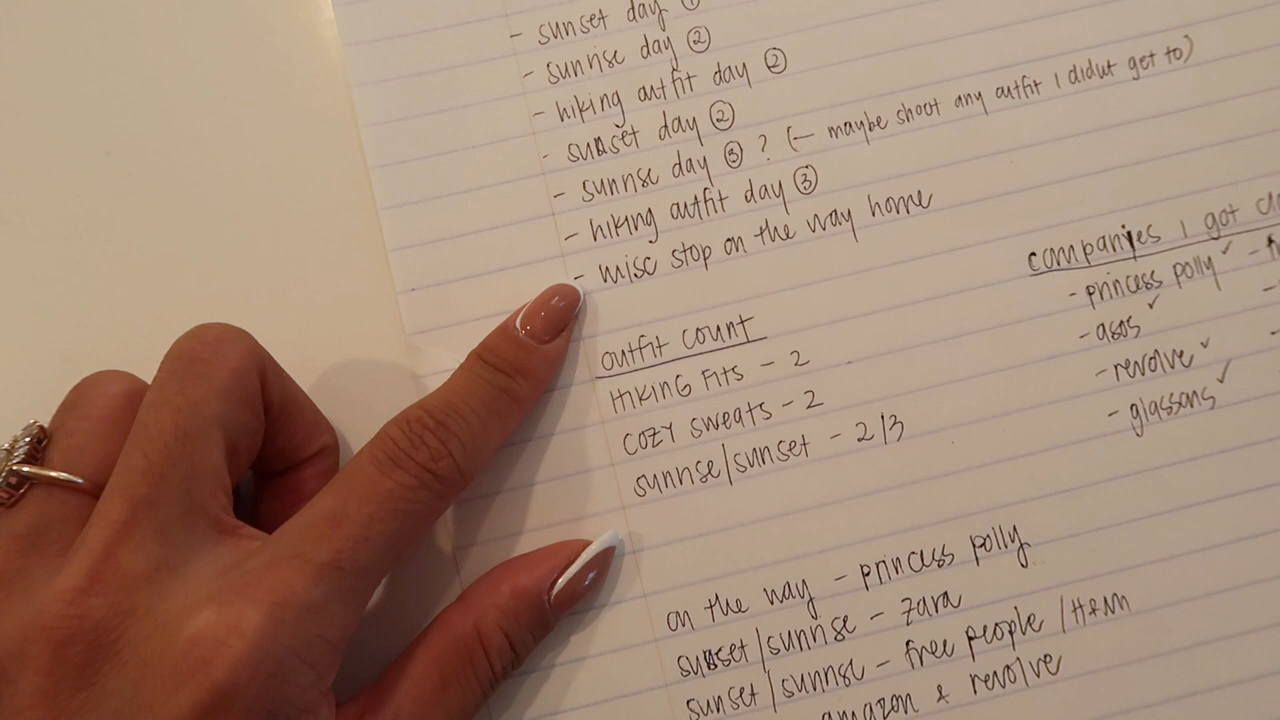 - sunset day ①
- sunrise day ②
- hiking outfit day ②
- sunset day ②
- sunrise day ③ ? (- maybe shoot any outfit I didnt get to)
- hiking outfit day ③
- misc stop on the way home
outfit count
HIKING FITS - 2
COZY SWEATS - 2
sunrise/sunset - 2/3
companies I got
- princess polly ✓ -
- asos ✓
- revolve ✓
- glassons ✓
on the way - princess polly
sunset/sunrise - zara
sunset/sunrise - free people / H&M
amazon & revolve